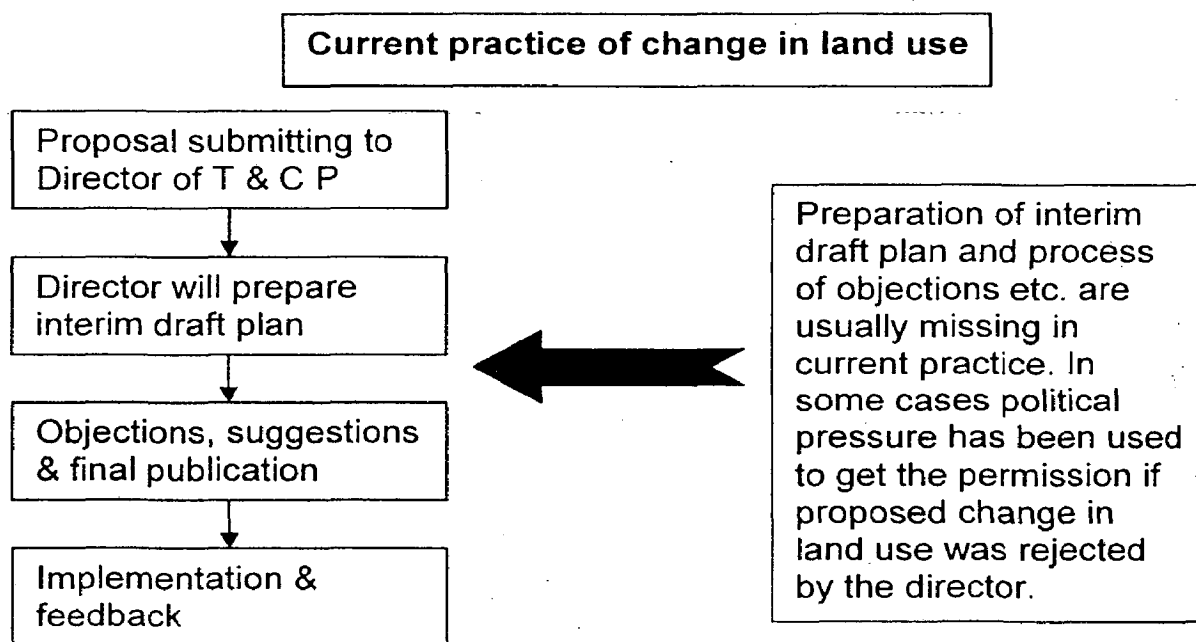 Current practice of change in land use
Proposal submitting to
Director of T & C P
Director will prepare
interim draft plan
Objections, suggestions
& final publication
Implementation &
feedback
Preparation of interim
draft plan and process
of objections etc. are
usually missing in
current practice. In
some cases political
pressure has been used
to get the permission if
proposed change in
land use was rejected
by the director.